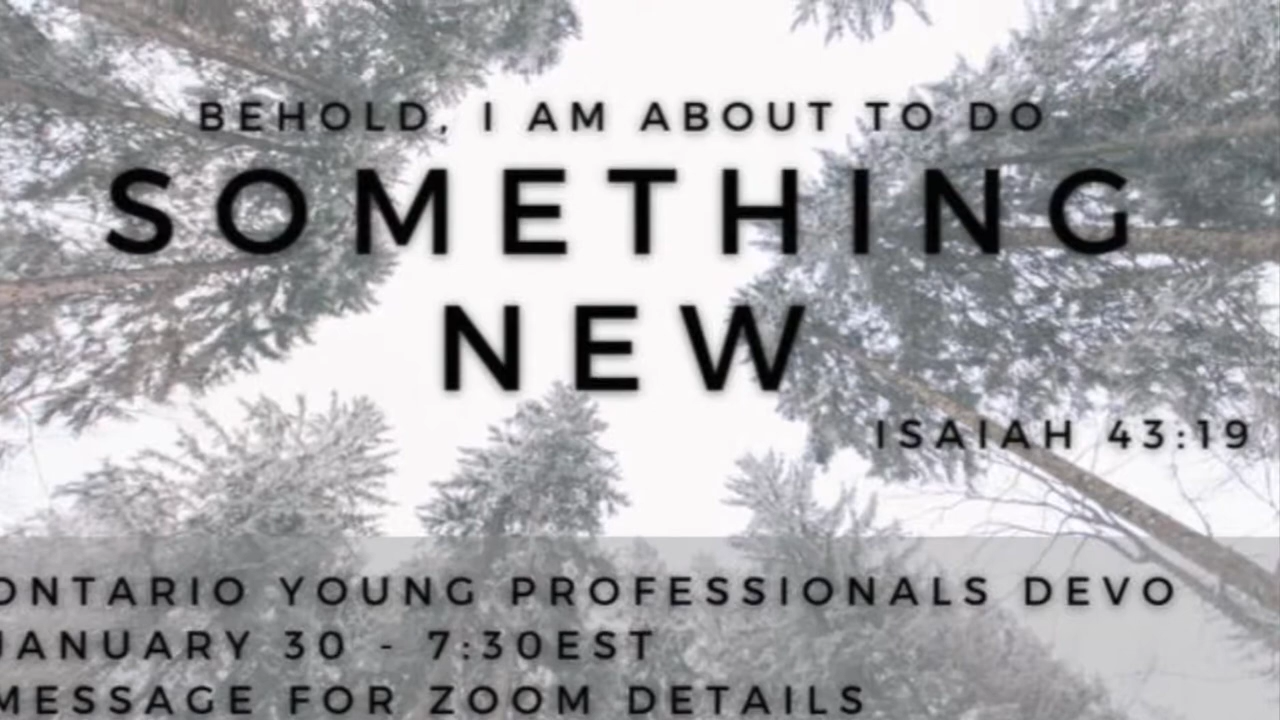 BEHOLD, I AM ABOUT TO DO
SOMETHING
NEW
ISAIAH 43:19
ONTARIO YOUNG PROFESSIONALS DEVO
JANUARY 30 - 7:30EST
MESSAGE FOR ZOOM DETAILS